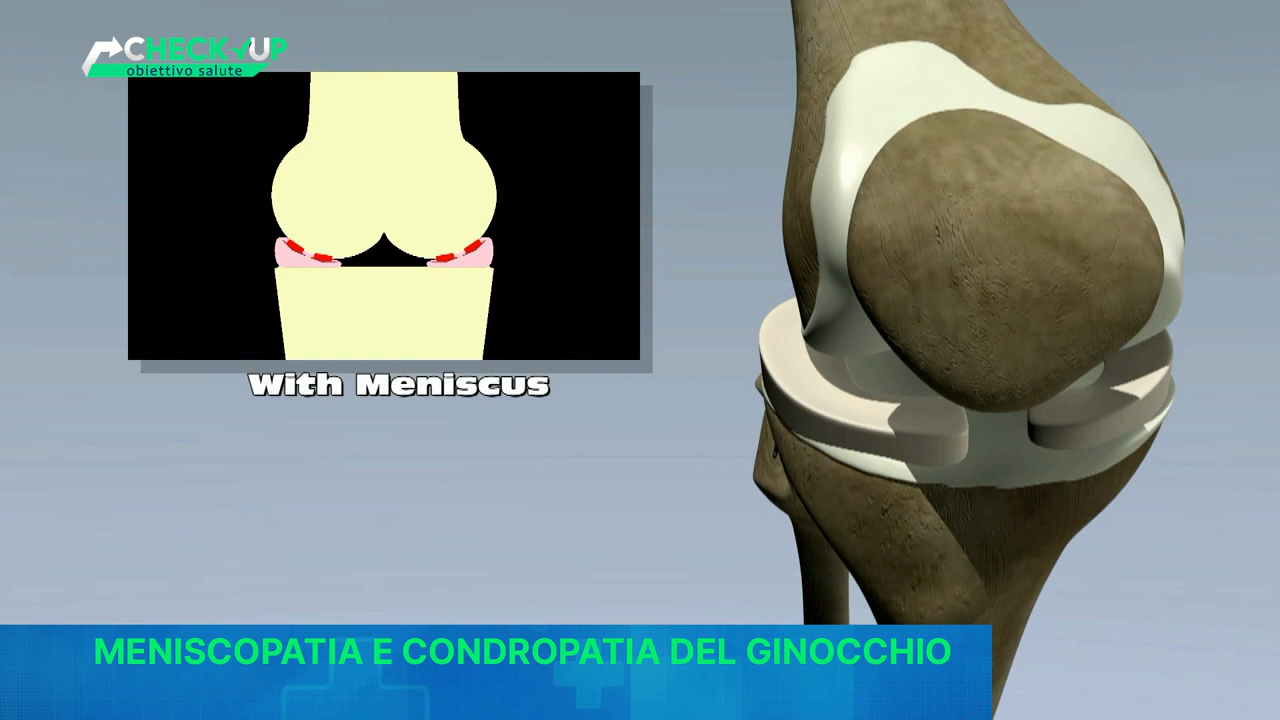 CHECK UP
obiettivo salute
With Meniscus
MENISCOPATIA E CONDROPATIA DEL GINOCCHIO